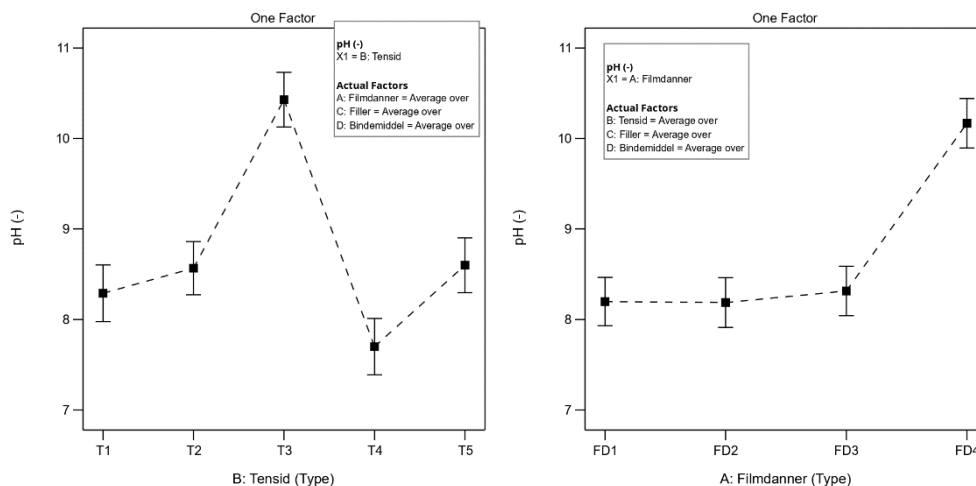 One Factor
pH (-)
X1 = B: Tensid
Actual Factors
A: Filmdanner = Average over
C: Filler = Average over
D: Bindemiddel = Average over
11
10
9
8
7
pH (-)
T1 T2 T3 T4 T5
B: Tensid (Type)
One Factor
pH (-)
X1 = A: Filmdanner
Actual Factors
B: Tensid = Average over
C: Filler = Average over
D: Bindemiddel = Average over
11
10
9
8
7
pH (-)
FD1 FD2 FD3 FD4
A: Filmdanner (Type)